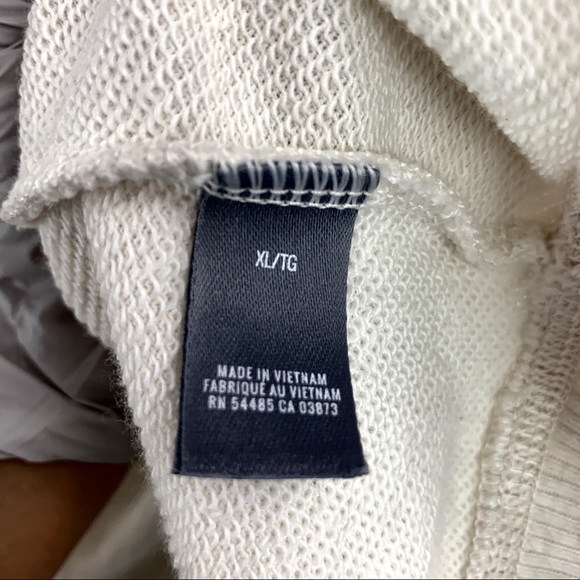 XL/TG
MADE IN VIETNAM
FABRIQUÉ AU VIETNAM
RN 54485 CA 03873